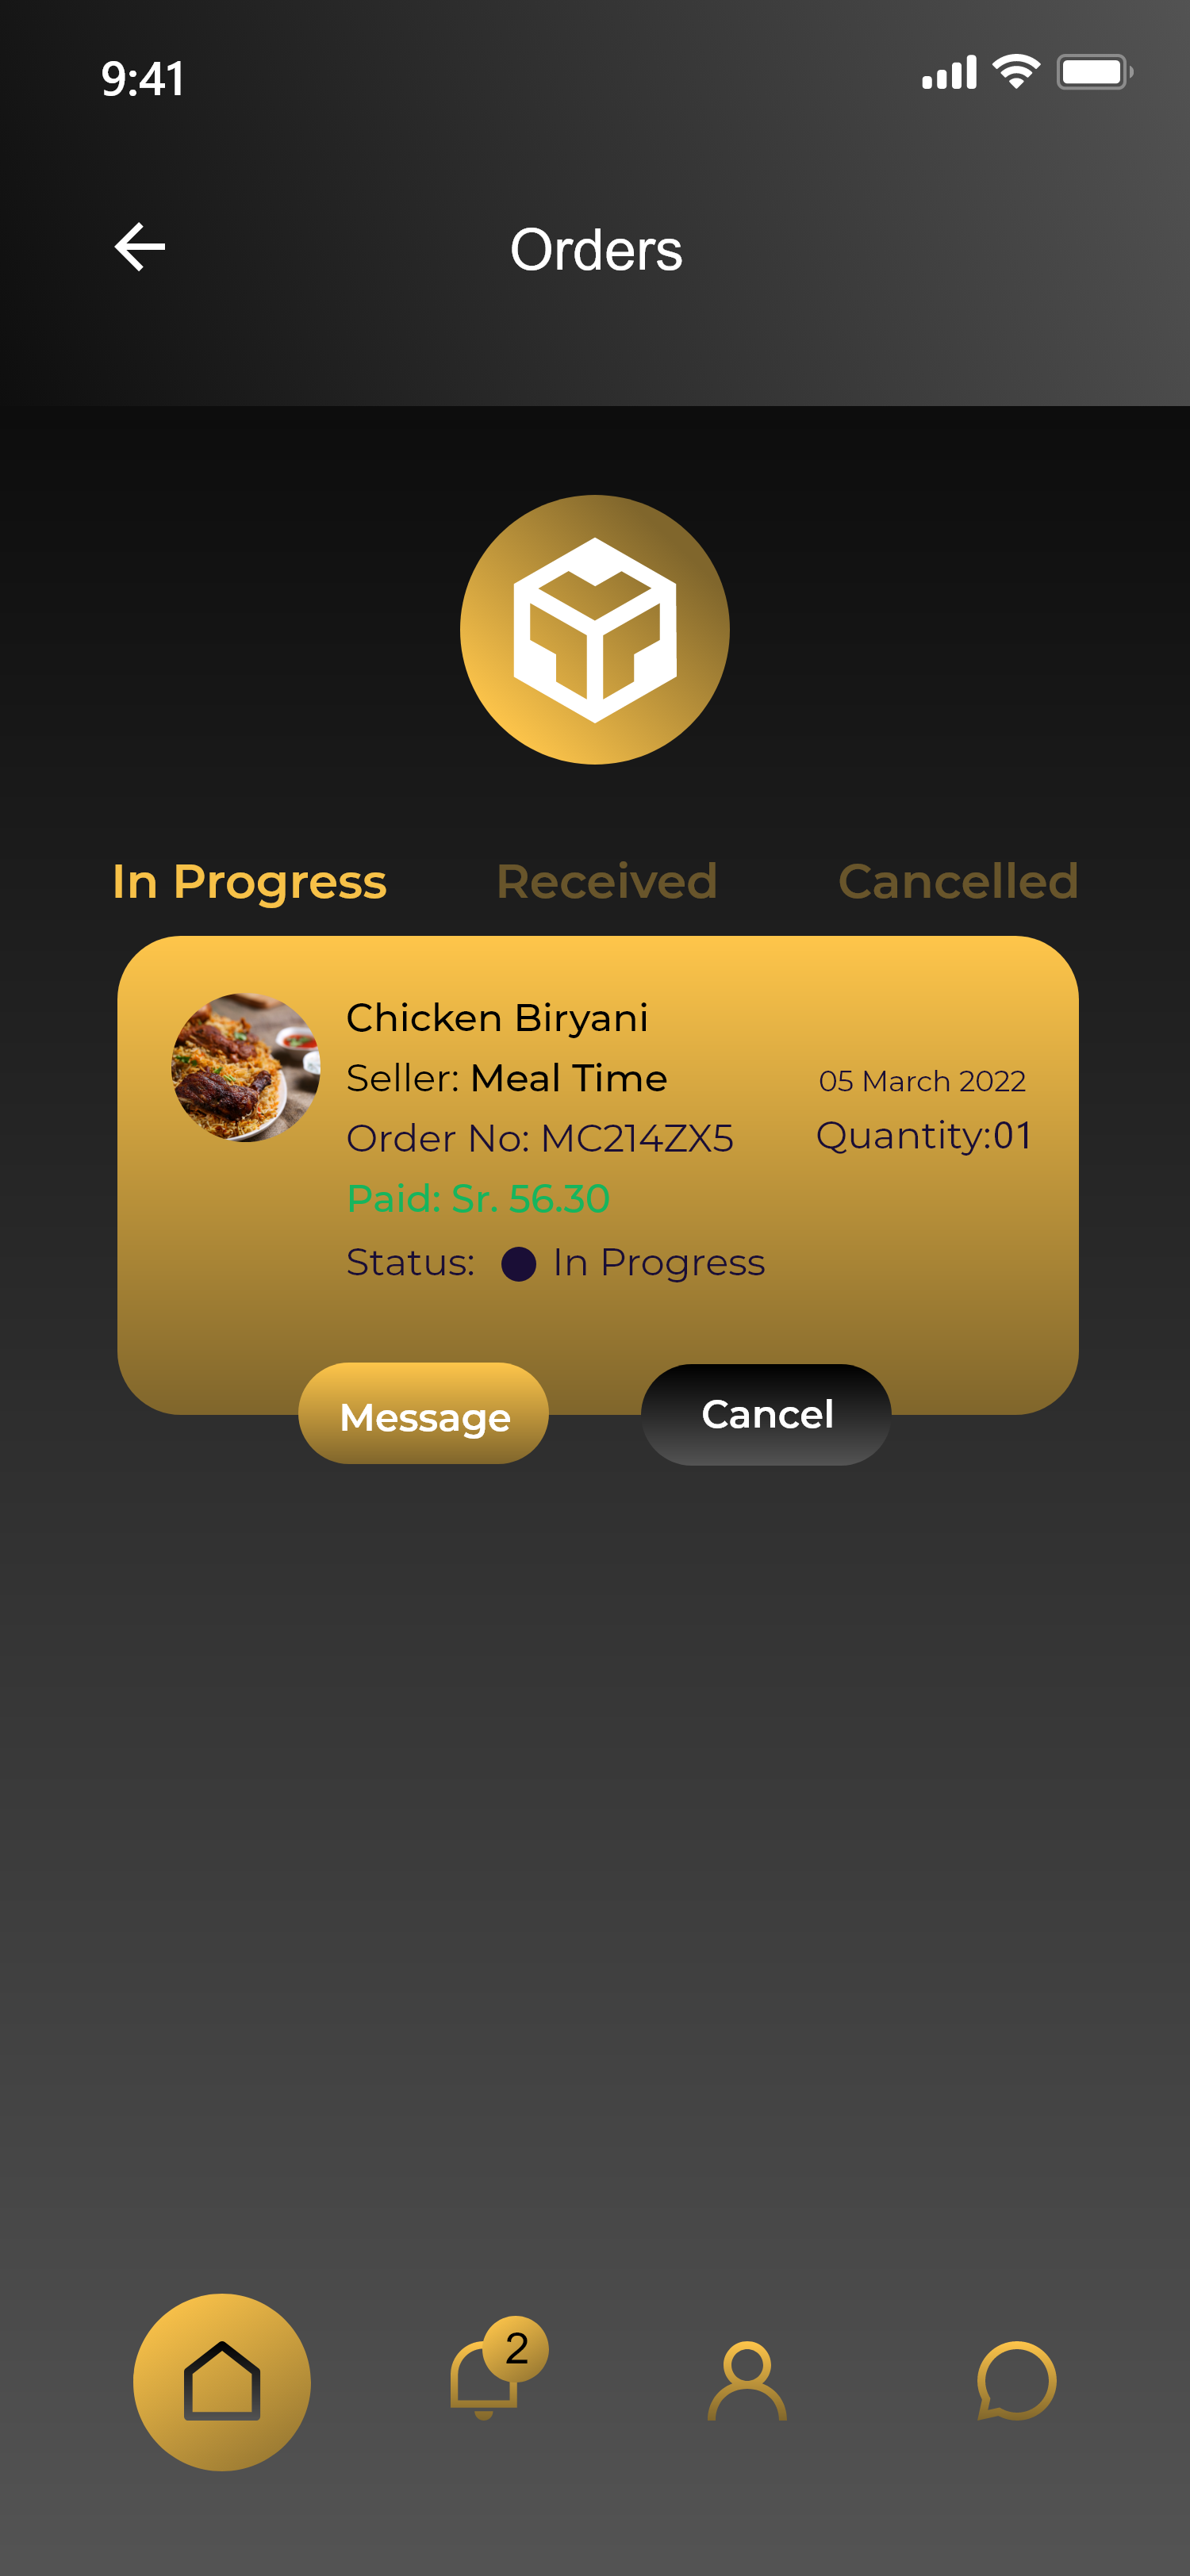 9:41
Orders
In Progress Received Cancelled
Chicken Biryani
Seller: Meal Time
05 March 2022
Order No: MC214ZX5
Quantity:01
Paid: Sr. 56.30
Status: In Progress
Message Cancel
2